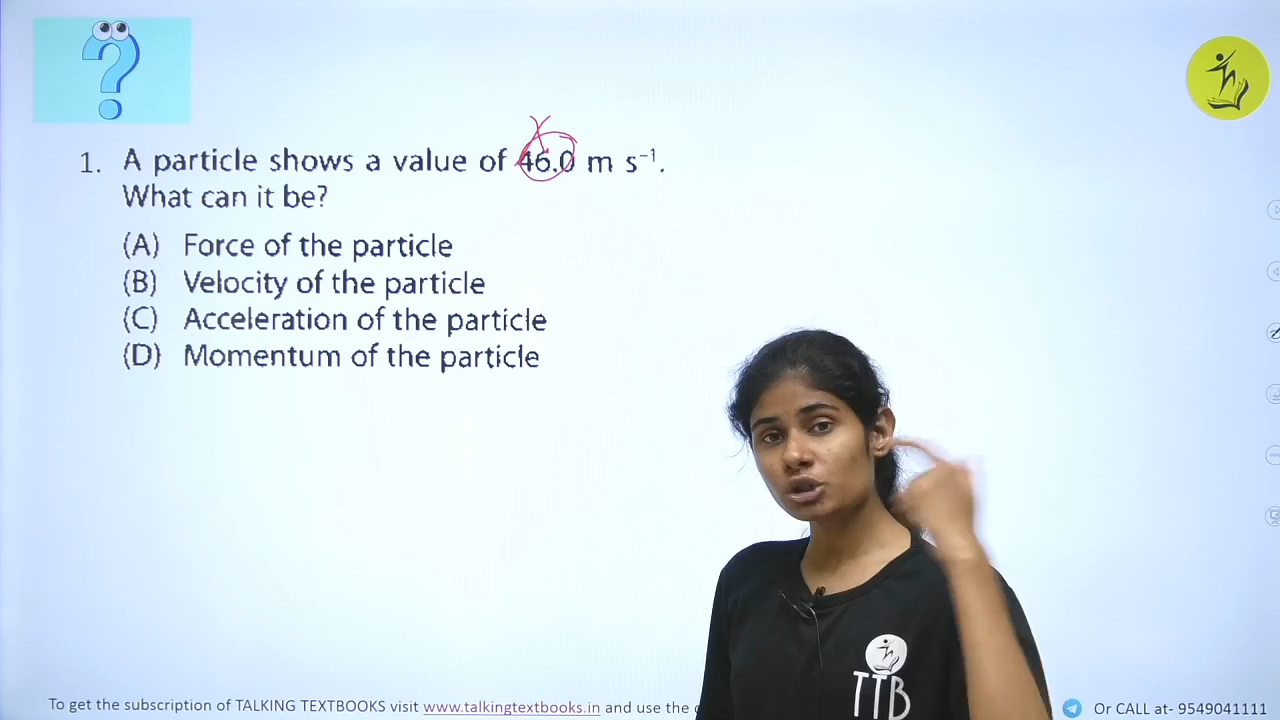 1. A particle shows a value of 46.0 m s⁻¹.
What can it be?
(A) Force of the particle
(B) Velocity of the particle
(C) Acceleration of the particle
(D) Momentum of the particle
TTB
To get the subscription of TALKING TEXTBOOKS visit www.talkingtextbooks.in and use the
Or CALL at- 9549041111